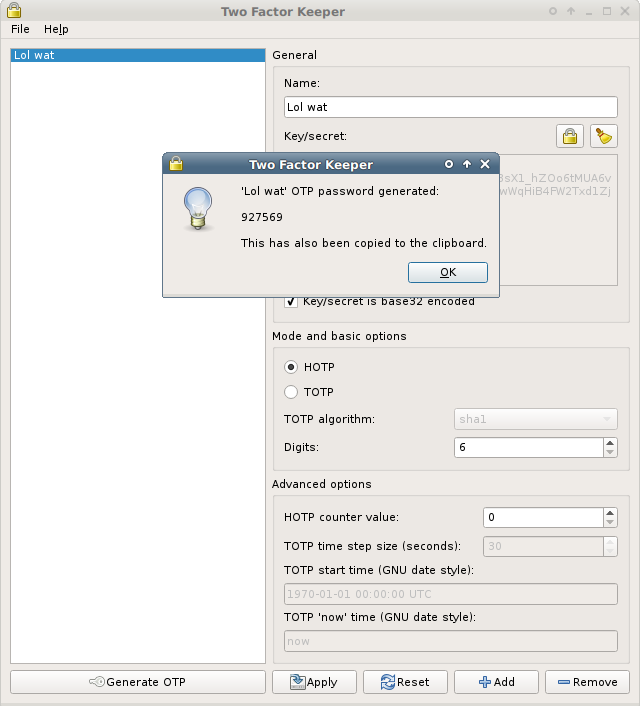 Two Factor Keeper
File Help
Lol wat
General
Name:
Lol wat
Key/secret:
Two Factor Keeper
'Lol wat' OTP password generated:
927569
This has also been copied to the clipboard.
OK
3sX1_hZOo6tMUA6v
wWqHiB4FW2Txd1Zj
Key/secret is base32 encoded
Mode and basic options
HOTP
TOTP
TOTP algorithm:
sha1
Digits:
6
Advanced options
HOTP counter value:
0
TOTP time step size (seconds):
30
TOTP start time (GNU date style):
1970-01-01 00:00:00 UTC
TOTP 'now' time (GNU date style):
now
Generate OTP
Apply
Reset
Add
Remove